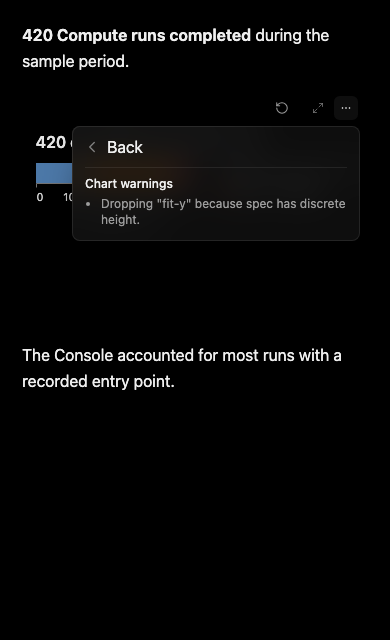 420 Compute runs completed during the
sample period.
420
Back
Chart warnings
• Dropping "fit-y" because spec has discrete
height.
0
The Console accounted for most runs with a
recorded entry point.